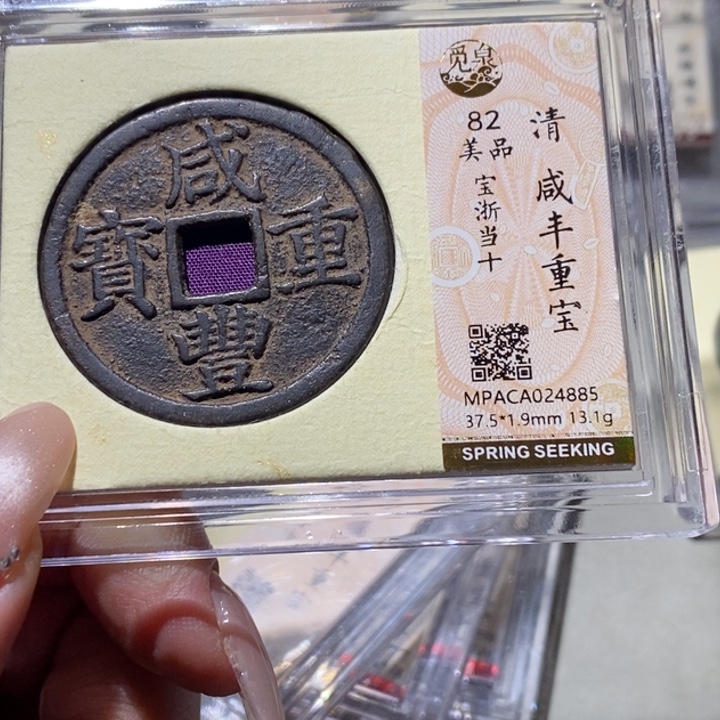 咸
豐
重
寶
觅泉
82
美品
宝浙当十
清
咸丰重宝
MPACA024885
37.5*1.9mm 13.1g
SPRING SEEKING